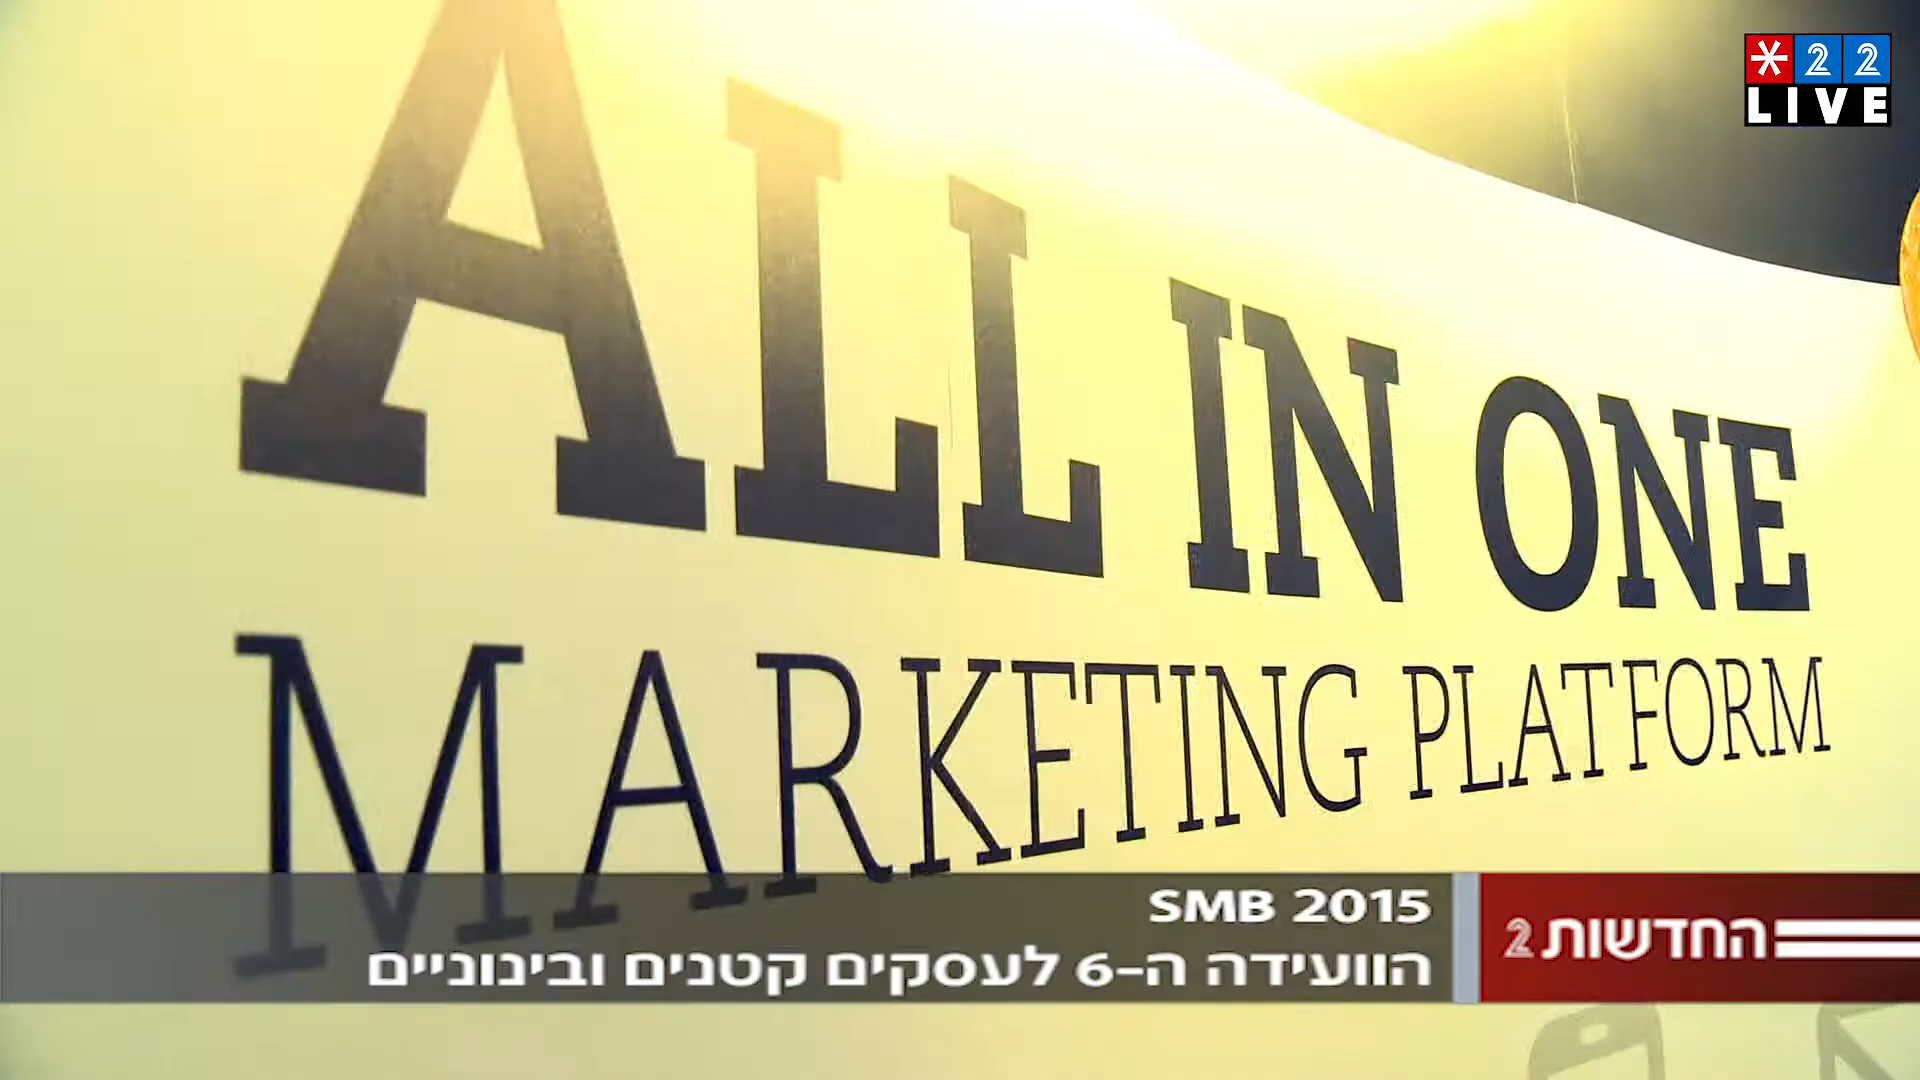 *22
LIVE
ALL IN ONE
MARKETING PLATFORM
SMB 2015
הוועידה ה-6 לעסקים קטנים ובינוניים
החדשות 2